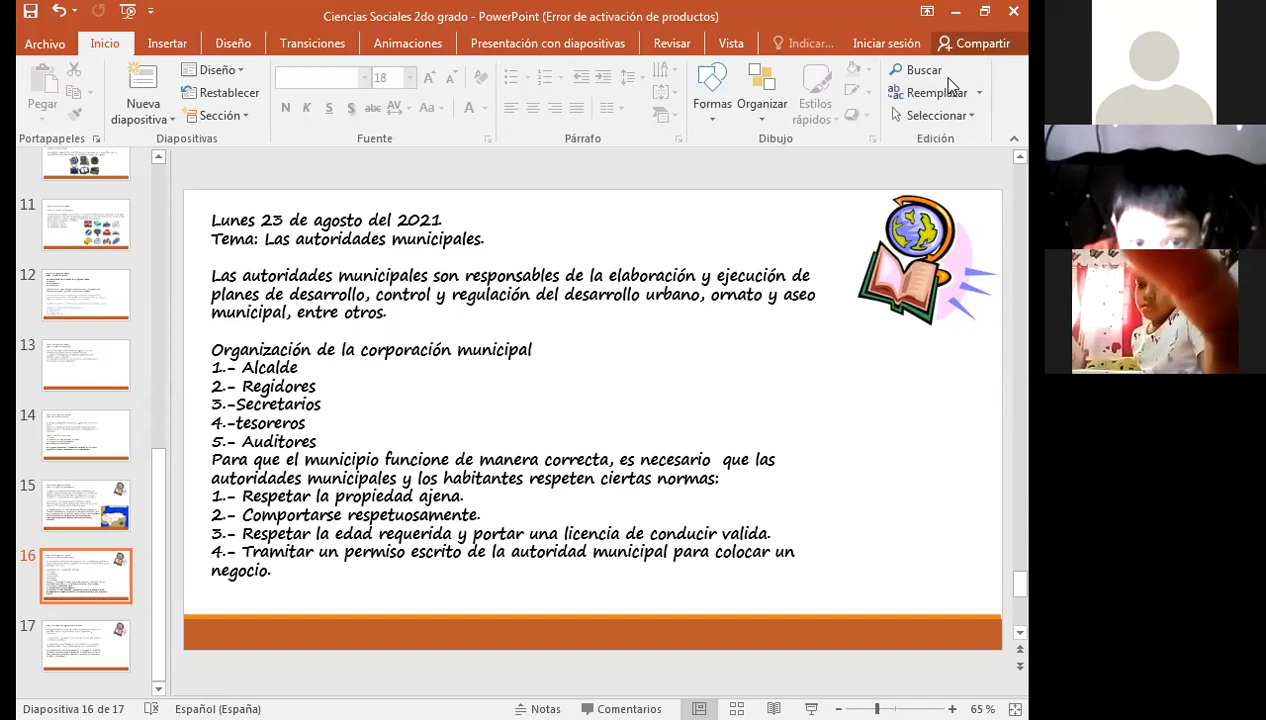 Ciencias Sociales 2do grado - PowerPoint (Error de activación de productos)
Archivo Inicio Insertar Diseño Transiciones Animaciones Presentación con diapositivas Revisar Vista Indicar... Iniciar sesión Compartir
Pegar
Nueva diapositiva
Diseño
Restablecer
Sección
18
N K S S abc AV Aa A
Formas
Organizar
Estilos rápidos
Buscar
Reemplazar
Seleccionar
Portapapeles Diapositivas Fuente Párrafo Dibujo Edición
11
12
13
14
15
16
17
Lunes 23 de agosto del 2021
Tema: Las autoridades municipales.
Las autoridades municipales son responsables de la elaboración y ejecución de
planes de desarrollo, control y regulación del desarrollo urbano, ornato y aseo
municipal, entre otros.
Organización de la corporación municipal
1.- Alcalde
2.- Regidores
3.-Secretarios
4.-tesoreros
5.- Auditores
Para que el municipio funcione de manera correcta, es necesario que las
autoridades municipales y los habitantes respeten ciertas normas:
1.- Respetar la propiedad ajena.
2.- Comportarse respetuosamente.
3.- Respetar la edad requerida y portar una licencia de conducir valida.
4.- Tramitar un permiso escrito de la autoridad municipal para colocar un
negocio.
Diapositiva 16 de 17 Español (España) Notas Comentarios 65 %